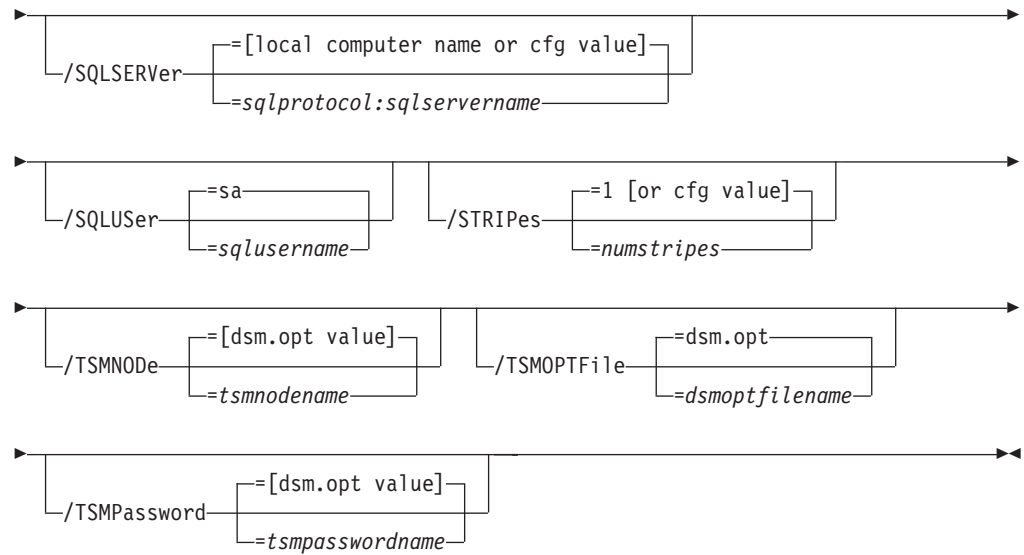 =[local computer name or cfg value]
/SQLSERVer
=sqlprotocol:sqlservername
=sa
=1 [or cfg value]
/SQLUSer
/STRIPes
=sqlusername
=numstripes
=[dsm.opt value]
=dsm.opt
/TSMNODe
/TSMOPTFile
=tsmnodename
=dsmoptfilename
=[dsm.opt value]
/TSMPassword
=tsmpasswordname